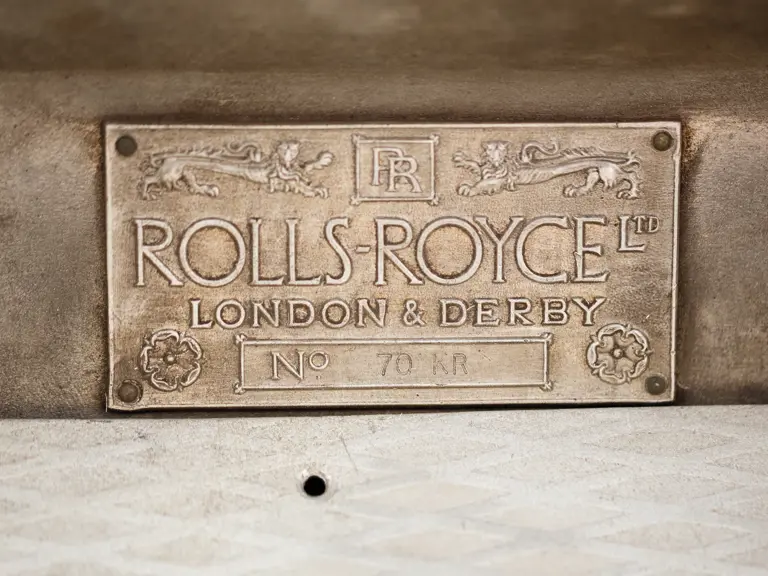 RR
ROLLS-ROYCE LTD
LONDON & DERBY
No 70 KR